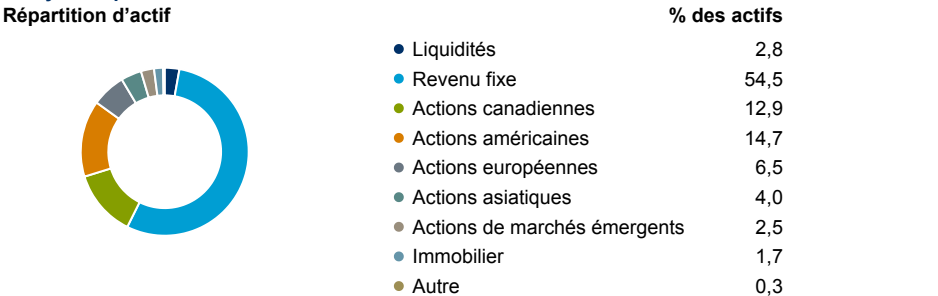 Répartition d'actif % des actifs
Liquidités 2,8
Revenu fixe 54,5
Actions canadiennes 12,9
Actions américaines 14,7
Actions européennes 6,5
Actions asiatiques 4,0
Actions de marchés émergents 2,5
Immobilier 1,7
Autre 0,3